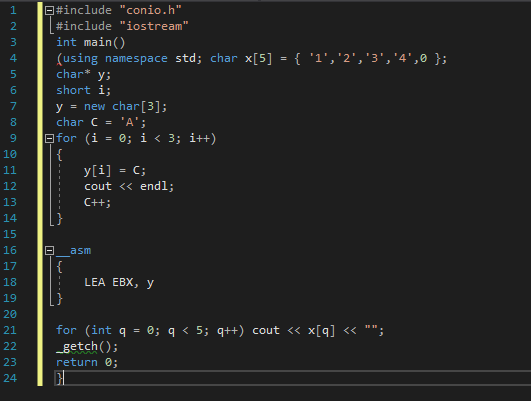 1 #include "conio.h"
2 #include "iostream"
3 int main()
4 (using namespace std; char x[5] = { '1','2','3','4',0 };
5 char* y;
6 short i;
7 y = new char[3];
8 char C = 'A';
9 for (i = 0; i < 3; i++)
10 {
11 y[i] = C;
12 cout << endl;
13 C++;
14 }
15
16 __asm
17 {
18 LEA EBX, y
19 }
20
21 for (int q = 0; q < 5; q++) cout << x[q] << "";
22 _getch();
23 return 0;
24 }